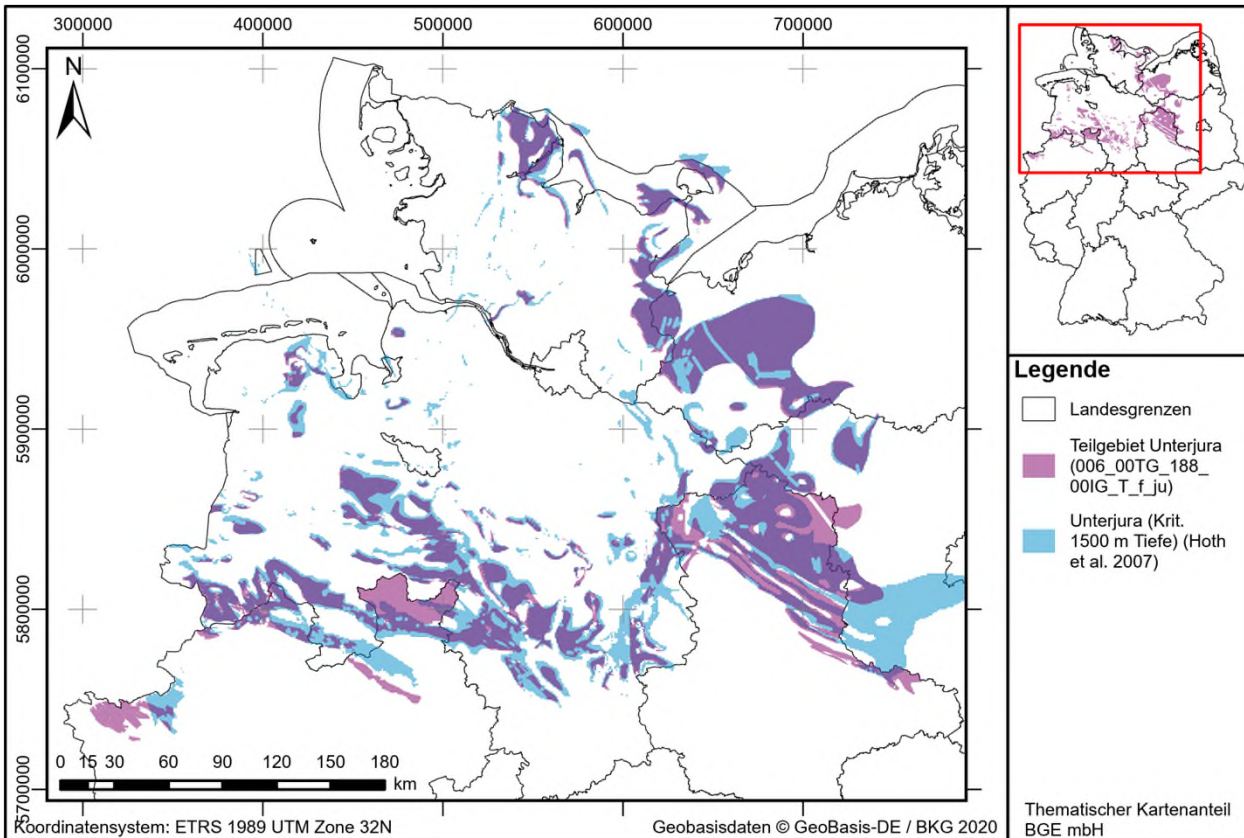 300000 400000 500000 600000 700000
6100000
6000000
5900000
5800000
5700000
N
0 15 30 60 90 120 150 180
km
Koordinatensystem: ETRS 1989 UTM Zone 32N
Geobasisdaten © GeoBasis-DE / BKG 2020
Legende
Landesgrenzen
Teilgebiet Unterjura
(006_00TG_188_
00IG_T_f_ju)
Unterjura (Krit.
1500 m Tiefe) (Hoth
et al. 2007)
Thematischer Kartenanteil
BGE mbH